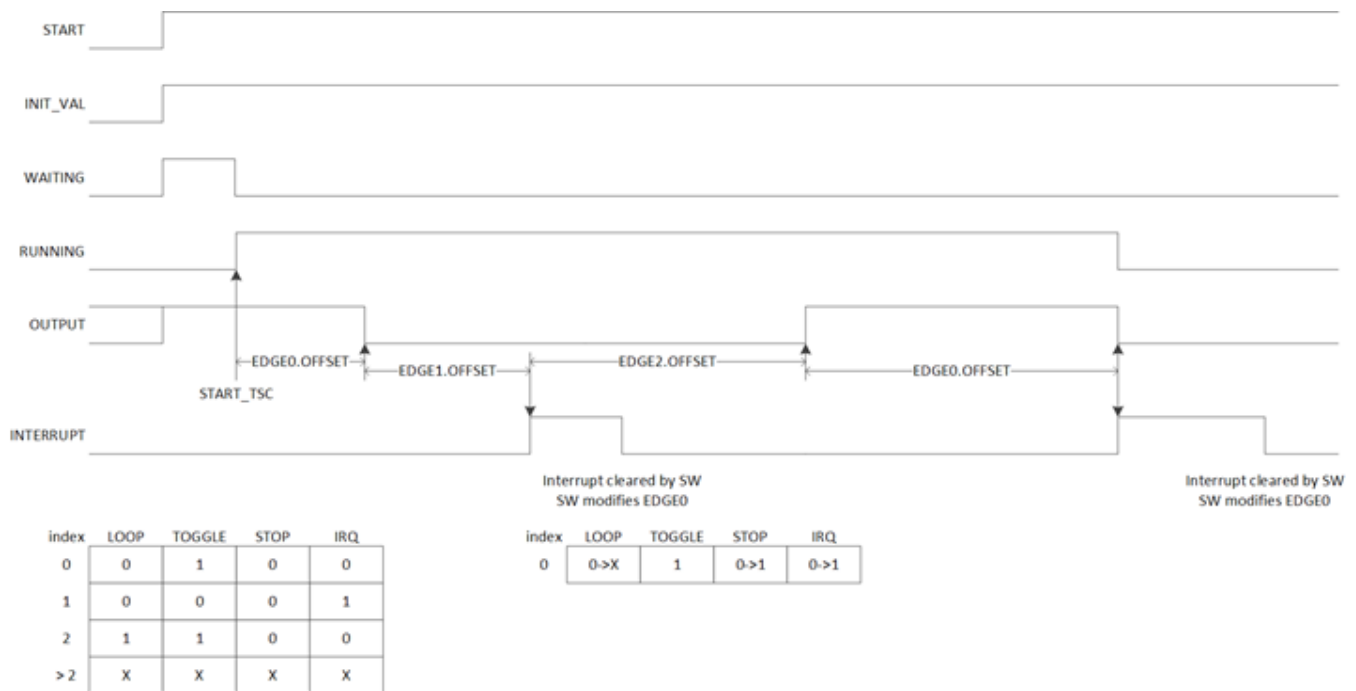 START
INIT_VAL
WAITING
RUNNING
OUTPUT
EDGE0.OFFSET
EDGE1.OFFSET
EDGE2.OFFSET
EDGE0.OFFSET
START_TSC
INTERRUPT
Interrupt cleared by SW
SW modifies EDGE0
Interrupt cleared by SW
SW modifies EDGE0
index LOOP TOGGLE STOP IRQ
0 0 1 0 0
1 0 0 0 1
2 1 1 0 0
> 2 X X X X
index LOOP TOGGLE STOP IRQ
0 0->X 1 0->1 0->1